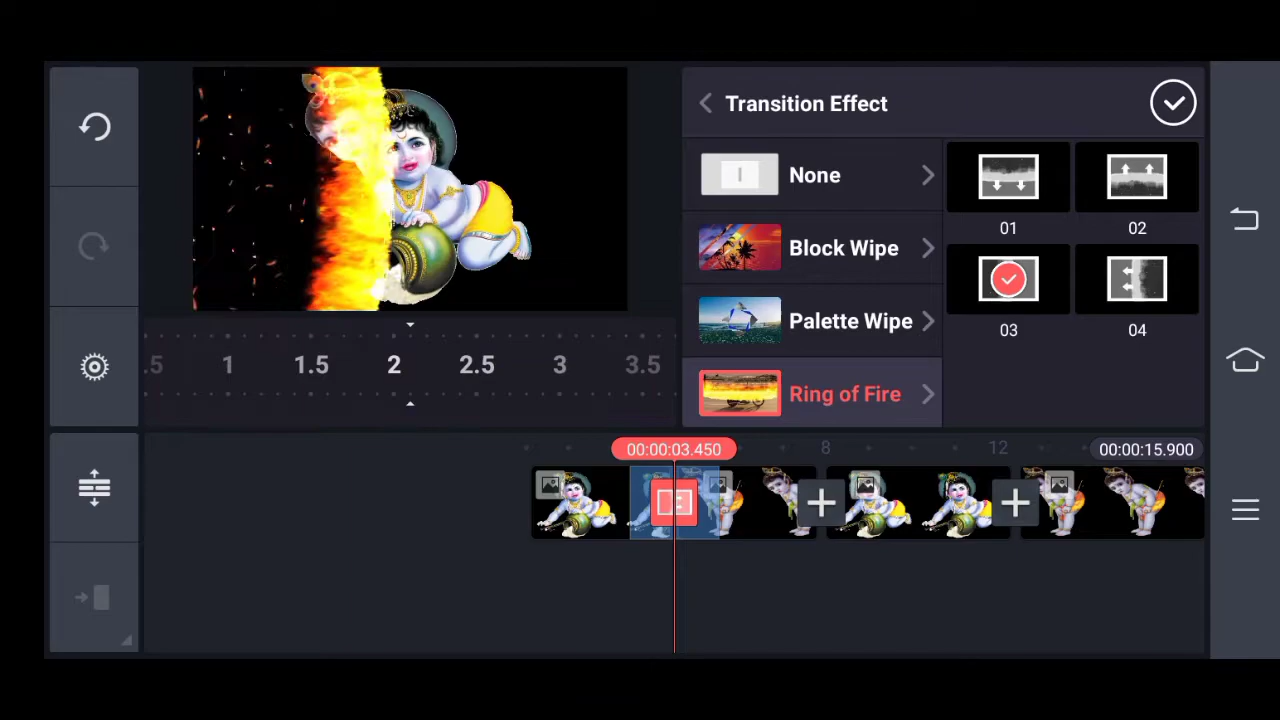 Transition Effect
None
Block Wipe
Palette Wipe
Ring of Fire
01
02
03
04
.5 1 1.5 2 2.5 3 3.5
00:00:03.450
8
12
00:00:15.900